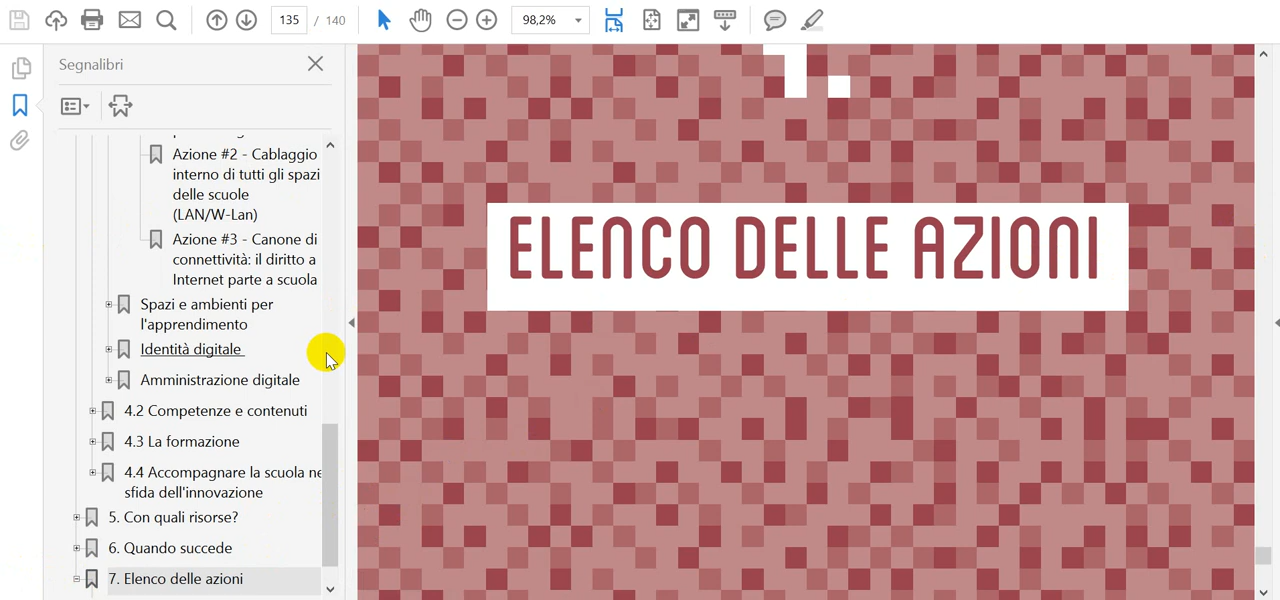 135 / 140
98,2%
Segnalibri
Azione #2 - Cablaggio
interno di tutti gli spazi
delle scuole
(LAN/W-Lan)
Azione #3 - Canone di
connettività: il diritto a
Internet parte a scuola
Spazi e ambienti per
l'apprendimento
Identità digitale
Amministrazione digitale
4.2 Competenze e contenuti
4.3 La formazione
4.4 Accompagnare la scuola ne
sfida dell'innovazione
5. Con quali risorse?
6. Quando succede
7. Elenco delle azioni
ELENCO DELLE AZIONI